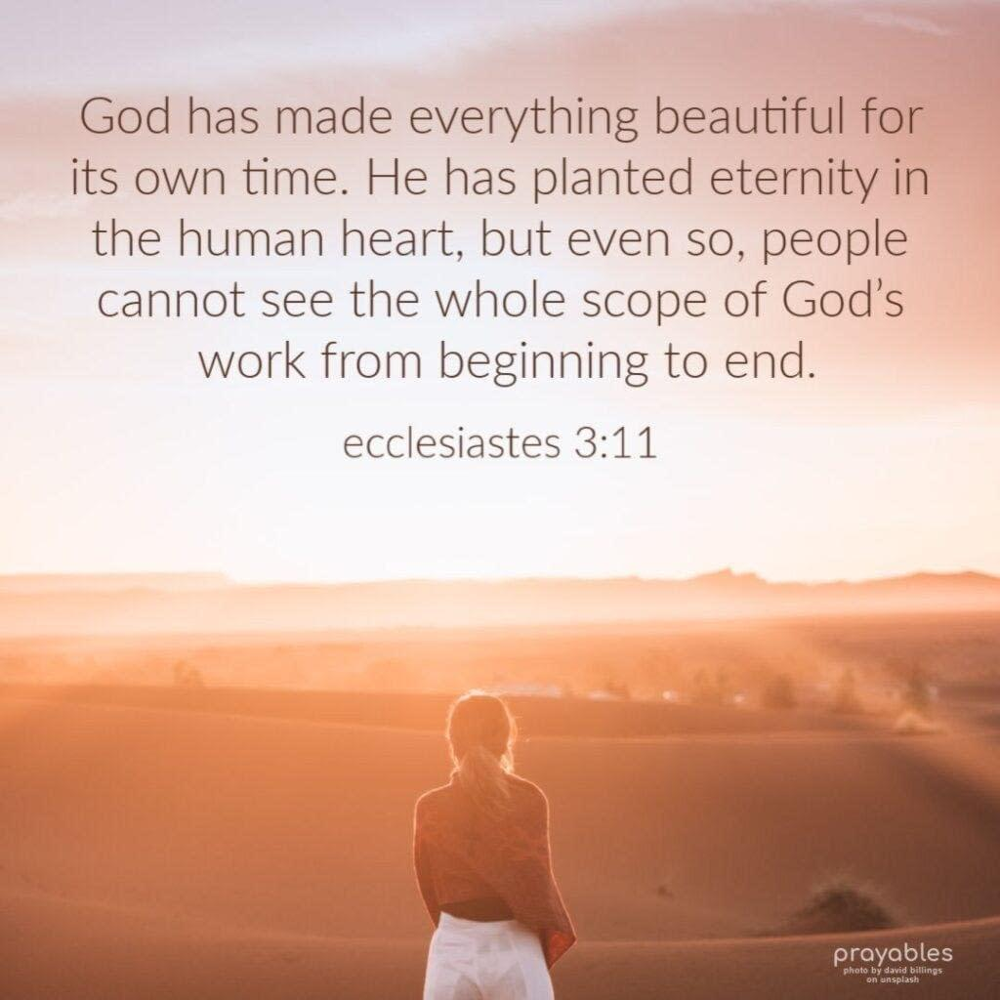 God has made everything beautiful for
its own time. He has planted eternity in
the human heart, but even so, people
cannot see the whole scope of God’s
work from beginning to end.
ecclesiastes 3:11
prayables
photo by david billings
on unsplash